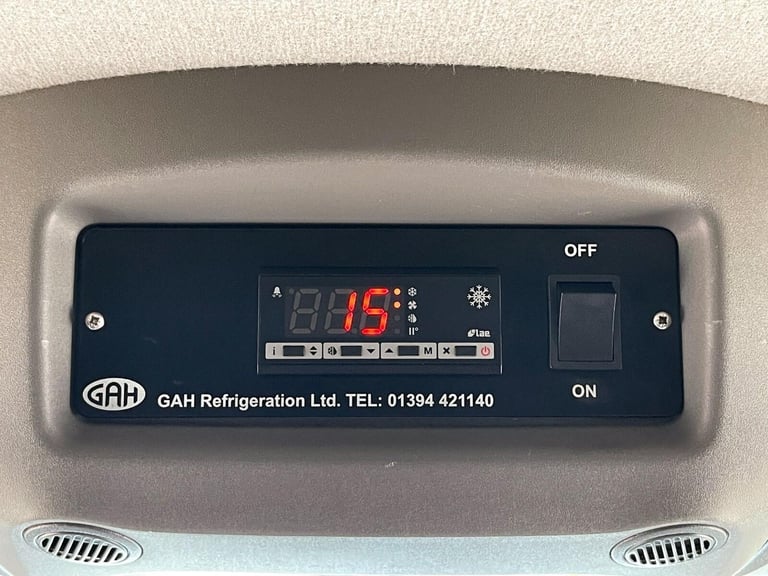 OFF
15
lae
i M
GAH
GAH Refrigeration Ltd. TEL: 01394 421140
ON